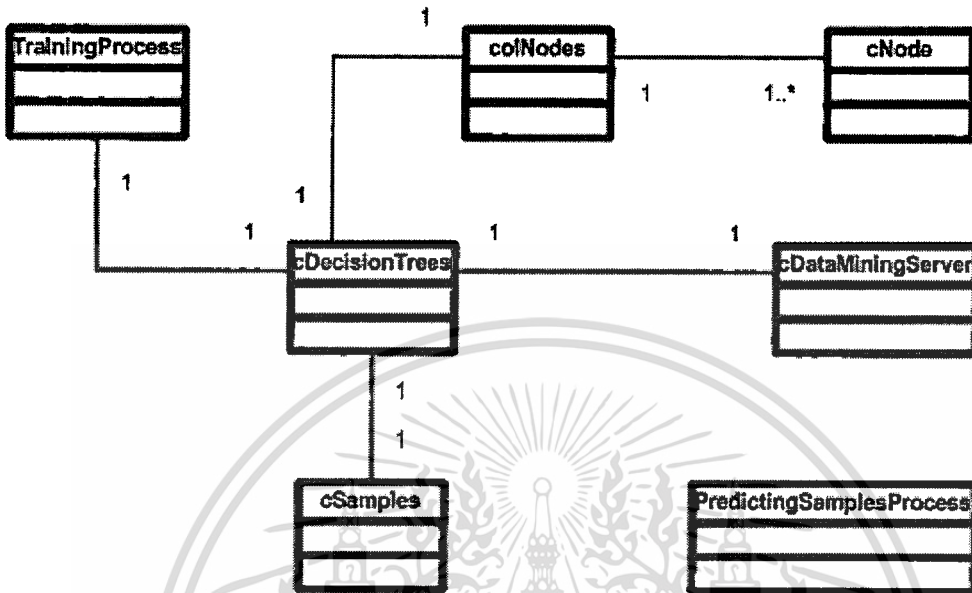 1
TrainingProcess
colNodes
cNode
1
1..*
1
1
1
1
1
cDecisionTrees
cDataMiningServer
1
1
cSamples
PredictingSamplesProcess